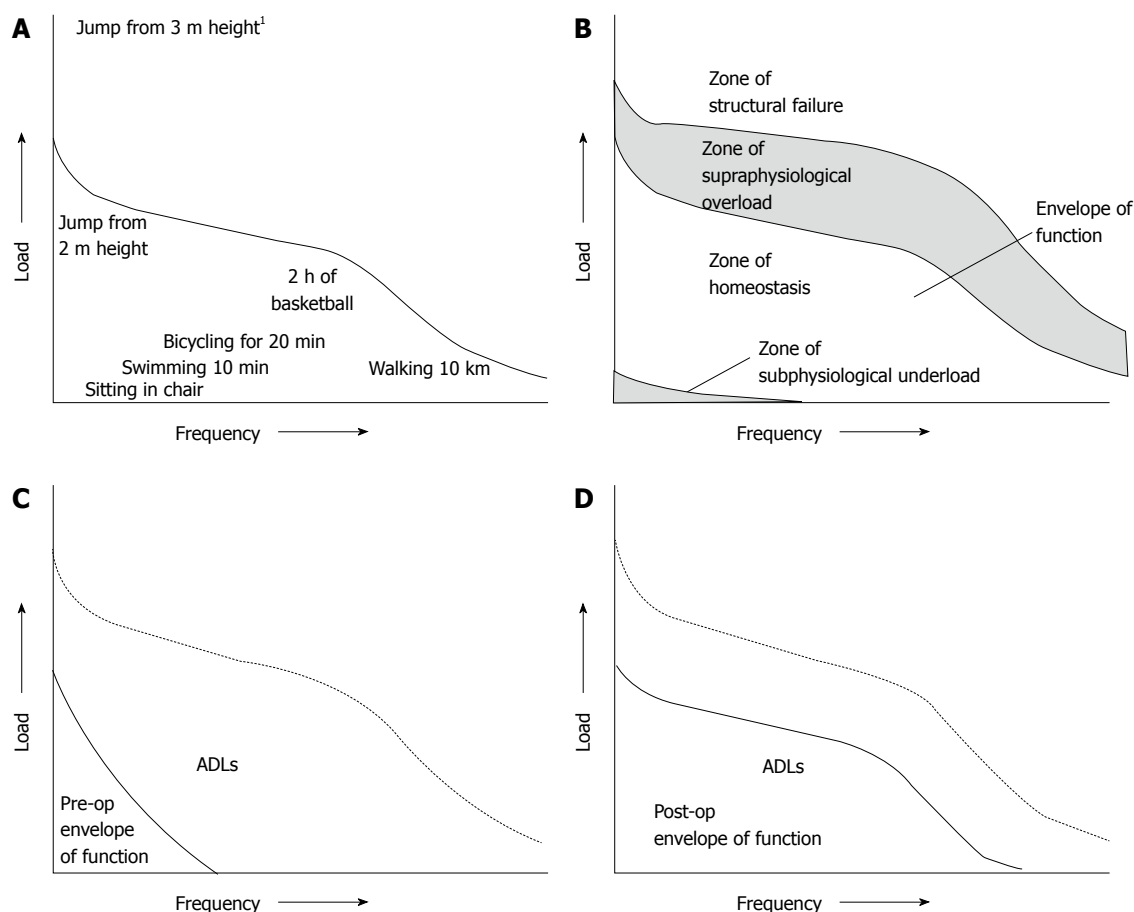 A
Jump from 3 m height¹
Load
Jump from
2 m height
2 h of
basketball
Bicycling for 20 min
Swimming 10 min
Walking 10 km
Sitting in chair
Frequency
B
Zone of
structural failure
Zone of
supraphysiological
overload
Envelope of
function
Load
Zone of
homeostasis
Zone of
subphysiological underload
Frequency
C
Load
ADLs
Pre-op
envelope
of function
Frequency
D
Load
ADLs
Post-op
envelope of function
Frequency